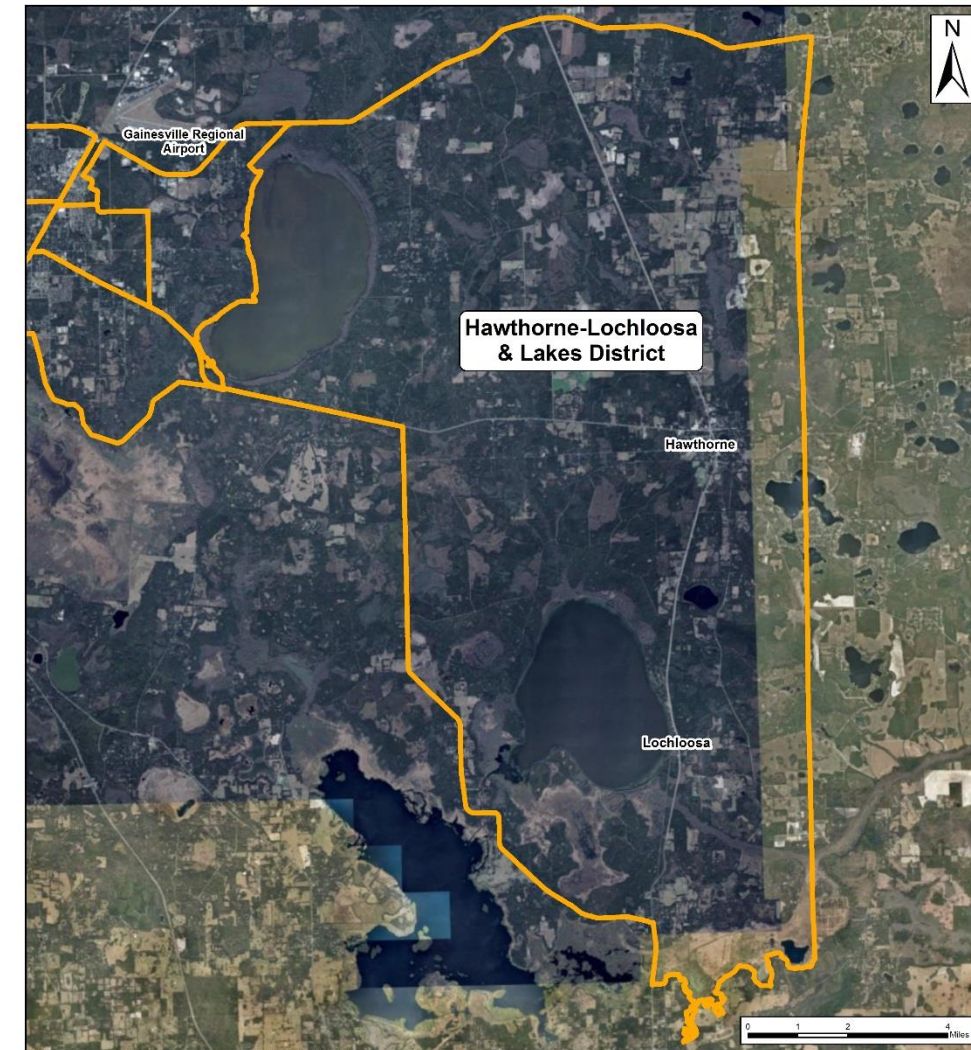 N
Gainesville Regional
Airport
Hawthorne-Lochloosa
& Lakes District
Hawthorne
Lochloosa
0 1 2 4
Miles